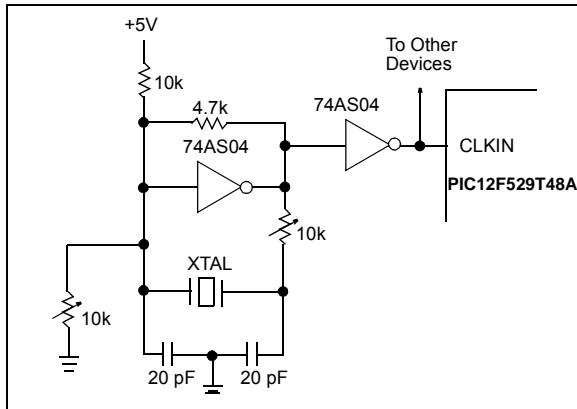 +5V
To Other
Devices
10k
4.7k
74AS04
74AS04
CLKIN
PIC12F529T48A
10k
XTAL
10k
20 pF
20 pF